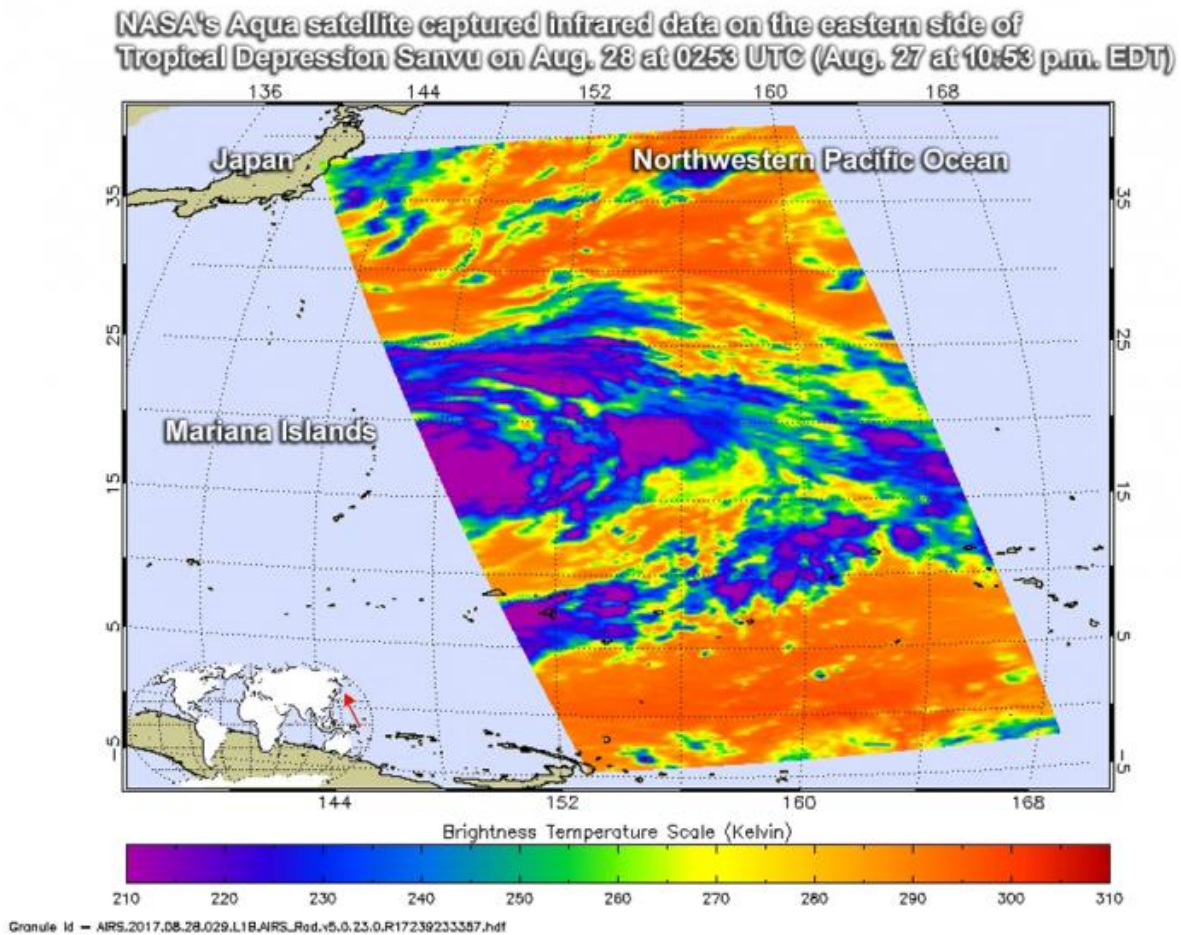 NASA's Aqua satellite captured infrared data on the eastern side of
Tropical Depression Sanvu on Aug. 28 at 0253 UTC (Aug. 27 at 10:53 p.m. EDT)
136 144 152 160 168
Japan
Northwestern Pacific Ocean
35 35
25 25
Mariana Islands
15 15
5 5
-5 -5
144 152 160 168
Brightness Temperature Scale (Kelvin)
210 220 230 240 250 260 270 280 290 300 310
Granule Id = AIRS.2017.08.28.029.L1B.AIRS_Rad.v5.0.23.0.R17239233387.hdf